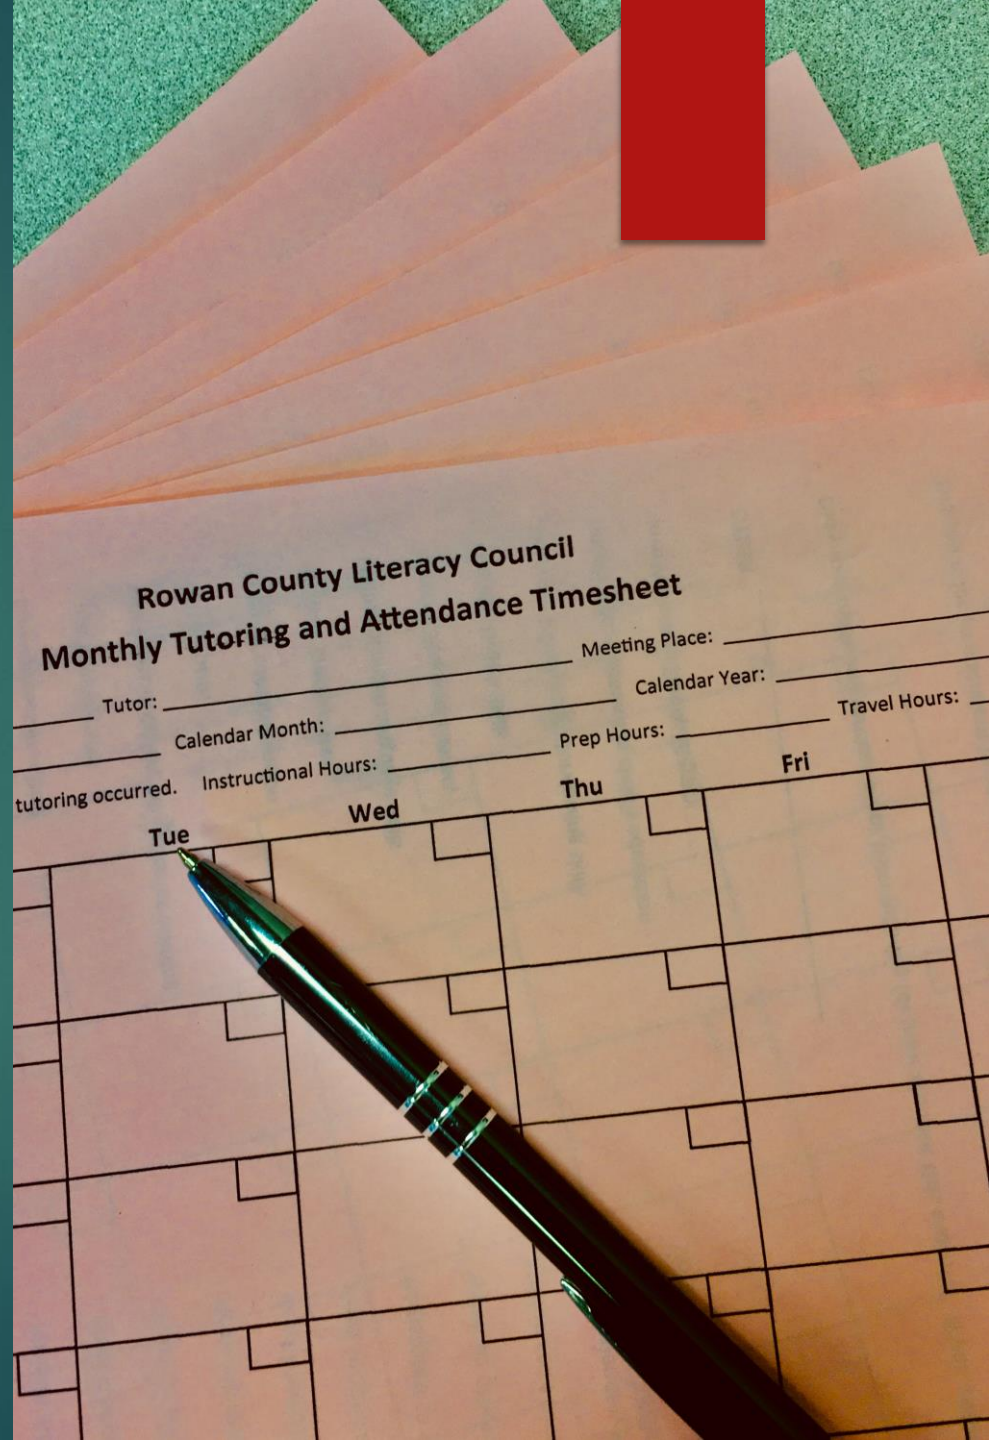 Rowan County Literacy Council
Monthly Tutoring and Attendance Timesheet
Tutor: Meeting Place:
Calendar Month: Calendar Year:
tutoring occurred. Instructional Hours: Prep Hours: Travel Hours:
Tue Wed Thu Fri